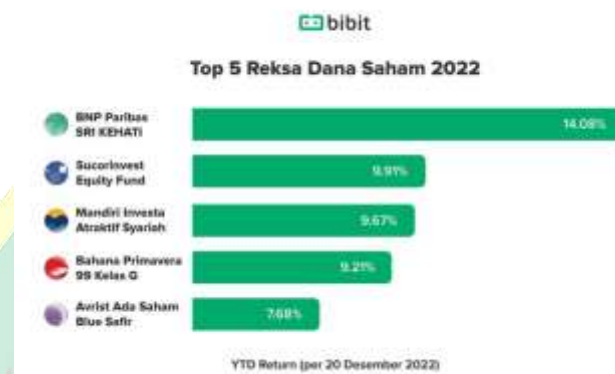 bibit
Top 5 Reksa Dana Saham 2022
BNP Paribas
SRI KEHATI
14.08%
Sucorinvest
Equity Fund
9.91%
Mandiri Investa
Atraktif Syariah
9.67%
Bahana Primavera
99 Kelas G
9.21%
Avrist Ada Saham
Blue Safir
7.68%
YTD Return (per 20 Desember 2022)